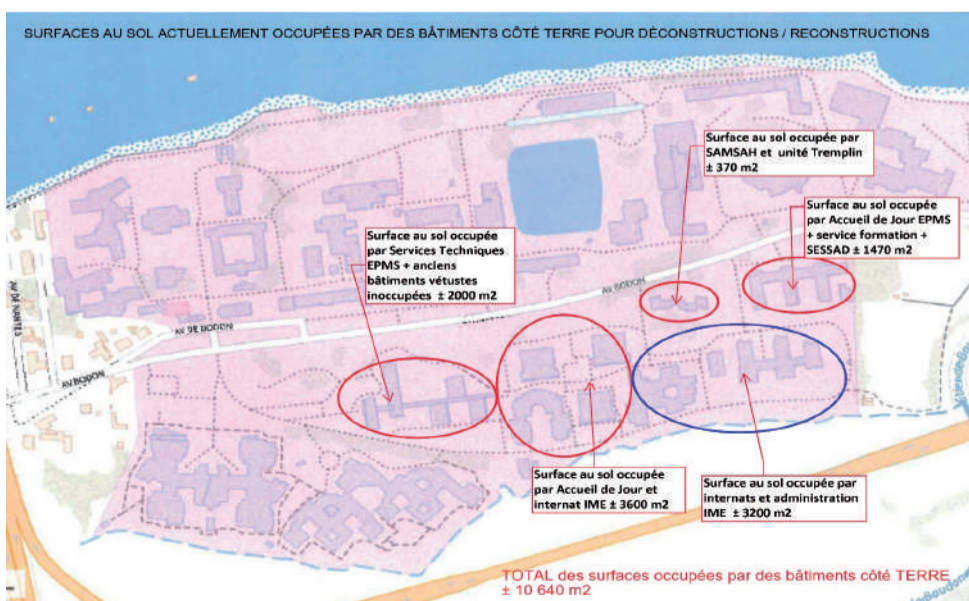 SURFACES AU SOL ACTUELLEMENT OCCUPÉES PAR DES BÂTIMENTS CÔTÉ TERRE POUR DÉCONSTRUCTIONS / RECONSTRUCTIONS
Surface au sol occupée par
SAMSAH et unité Tremplin
± 370 m2
Surface au sol occupée
par Accueil de Jour EPMS
+ service formation +
SESSAD ± 1470 m2
Surface au sol occupée
par Services Techniques
EPMS + anciens
bâtiments vétustes
inoccupées ± 2000 m2
AV. BODON
AV. DE BODON
AV BODON
Surface au sol occupée
par Accueil de Jour et
internat IME ± 3600 m2
Surface au sol occupée par
internats et administration
IME ± 3200 m2
TOTAL des surfaces occupées par des bâtiments côté TERRE
± 10 640 m2